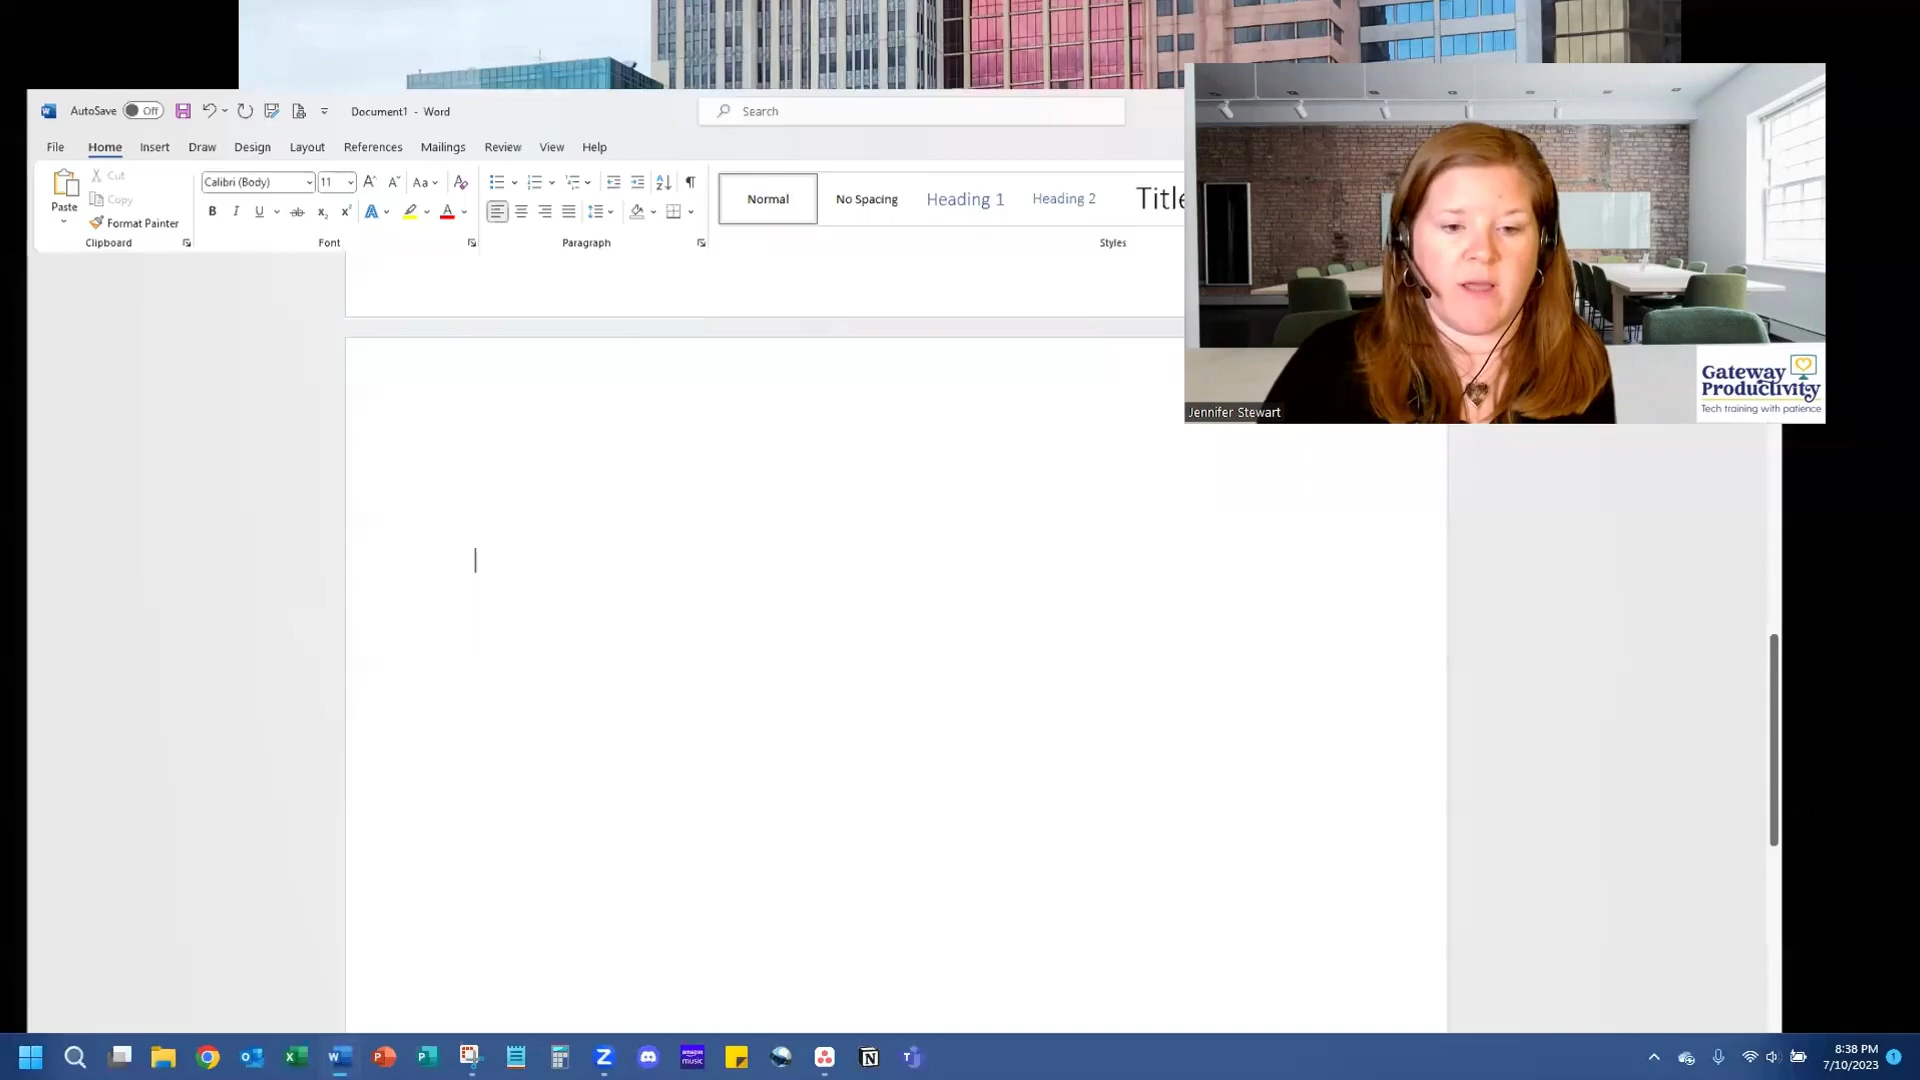 AutoSave Off Document1 - Word Search
File Home Insert Draw Design Layout References Mailings Review View Help
Paste Cut Copy Format Painter
Calibri (Body) 11 Aa
Normal No Spacing Heading 1 Heading 2 Title
Clipboard Font Paragraph Styles
Gateway
Productivity
Tech training with patience
Jennifer Stewart
amazon music
8:38 PM
7/10/2023